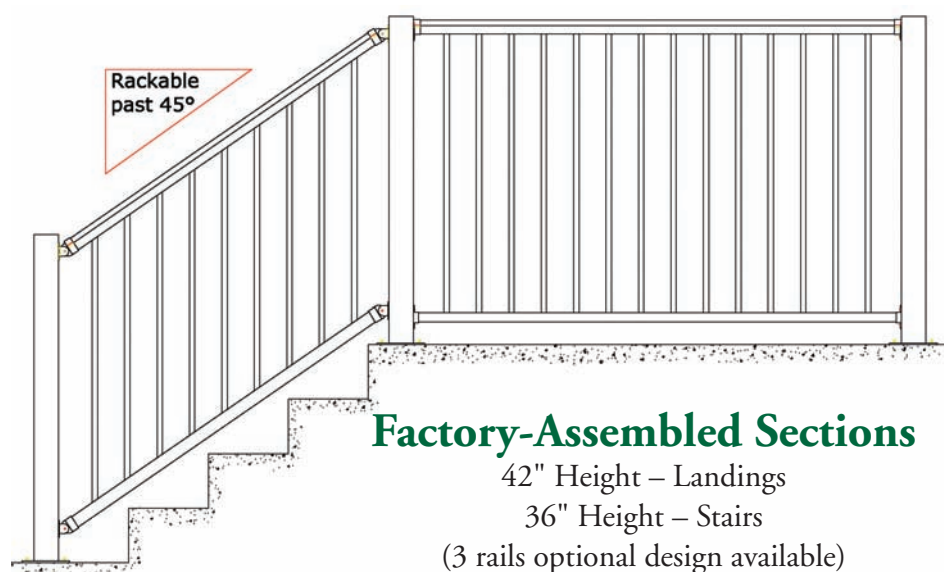 Rackable
past 45°
Factory-Assembled Sections
42" Height – Landings
36" Height – Stairs
(3 rails optional design available)